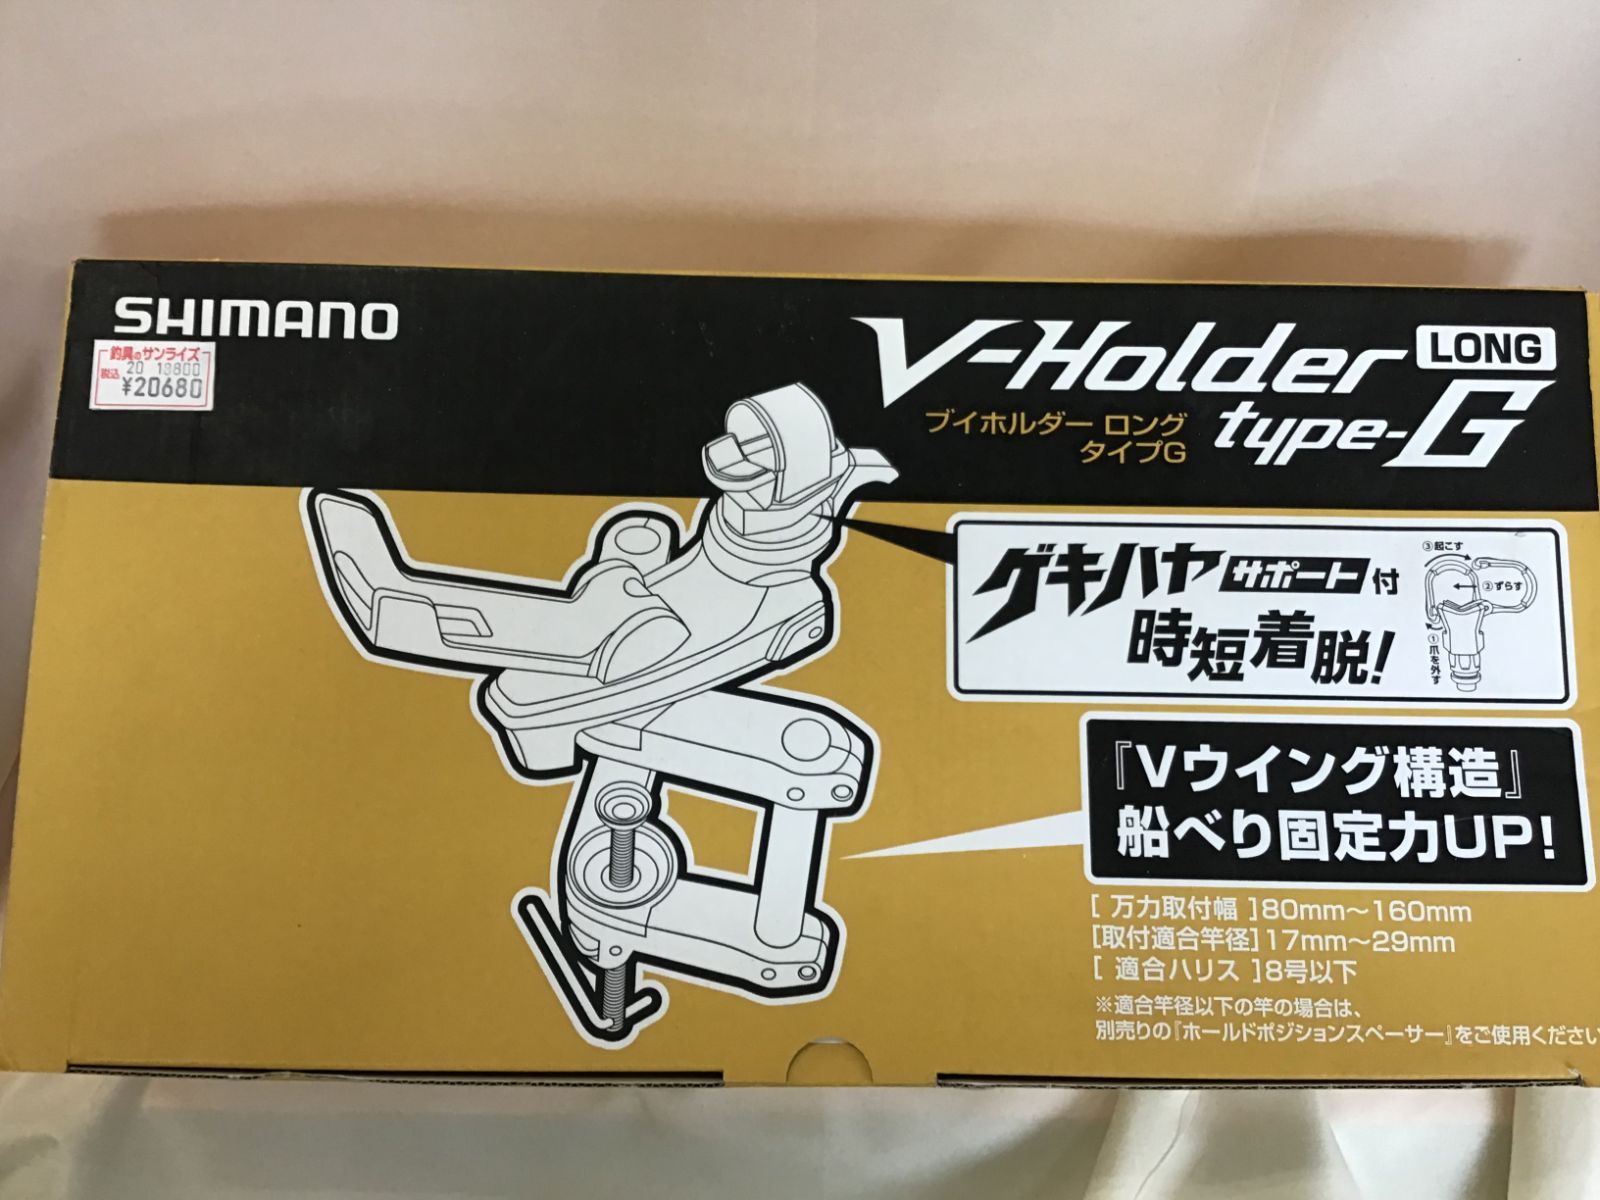 SHIMANO
釣具のサンライズ
20 18800
税込 ¥20680
V-Holder LONG
type-G
ブイホルダー ロング
タイプG
ゲキハヤサポート付
時短着脱!
③起こす
②ずらす
①爪を外す
『Vウイング構造』
船べり固定力UP!
[ 万力取付幅 ]80mm～160mm
[取付適合竿径]17mm～29mm
[ 適合ハリス ]8号以下
※適合竿径以下の竿の場合は、
別売りの『ホールドポジションスペーサー』をご使用ください